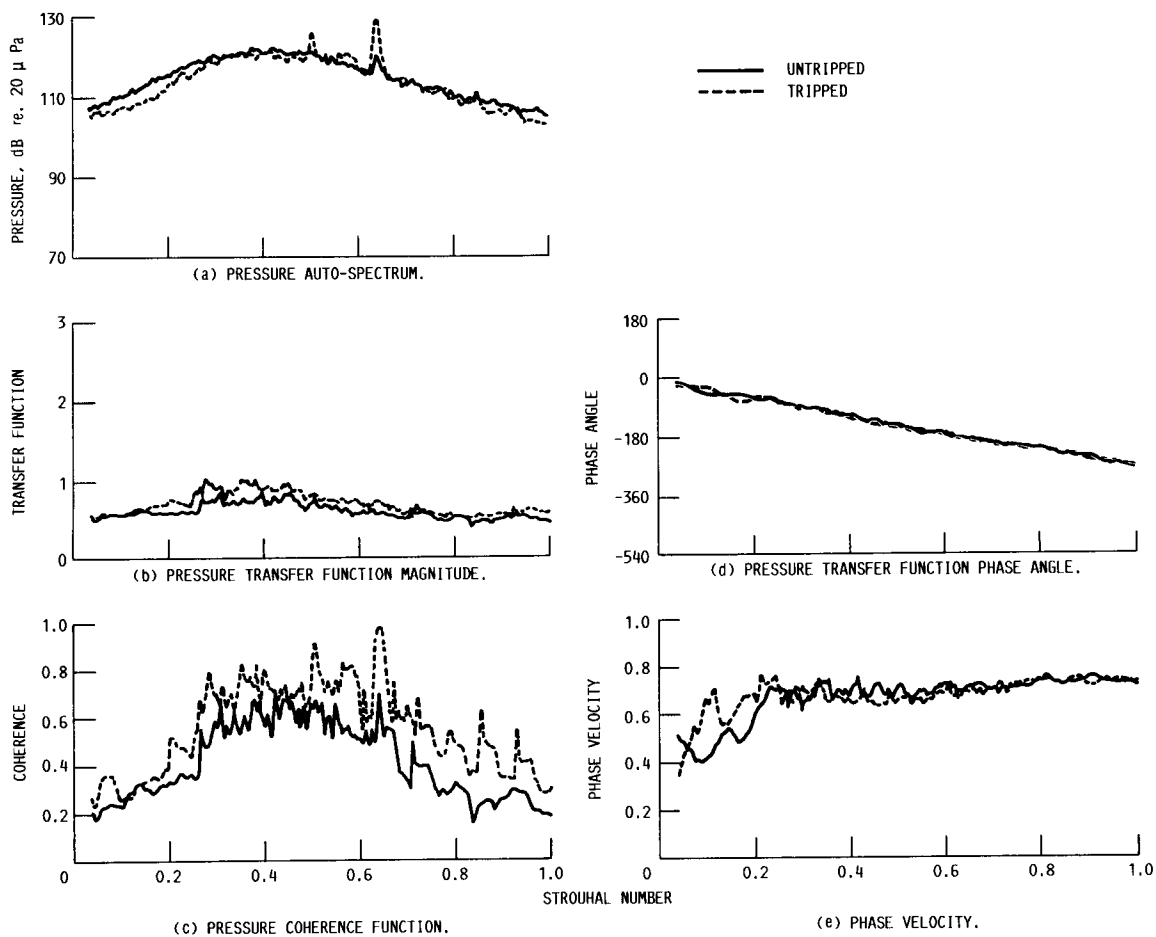 130
110
90
70
PRESSURE, dB re. 20 μ Pa
(a) PRESSURE AUTO-SPECTRUM.
UNTRIPPED
TRIPPED
3
2
1
0
TRANSFER FUNCTION
(b) PRESSURE TRANSFER FUNCTION MAGNITUDE.
180
0
-180
-360
-540
PHASE ANGLE
(d) PRESSURE TRANSFER FUNCTION PHASE ANGLE.
1.0
0.8
0.6
0.4
0.2
COHERENCE
0 0.2 0.4 0.6 0.8 1.0
(c) PRESSURE COHERENCE FUNCTION.
1.0
0.8
0.6
0.4
0.2
PHASE VELOCITY
0 0.2 0.4 0.6 0.8 1.0
STROUHAL NUMBER
(e) PHASE VELOCITY.